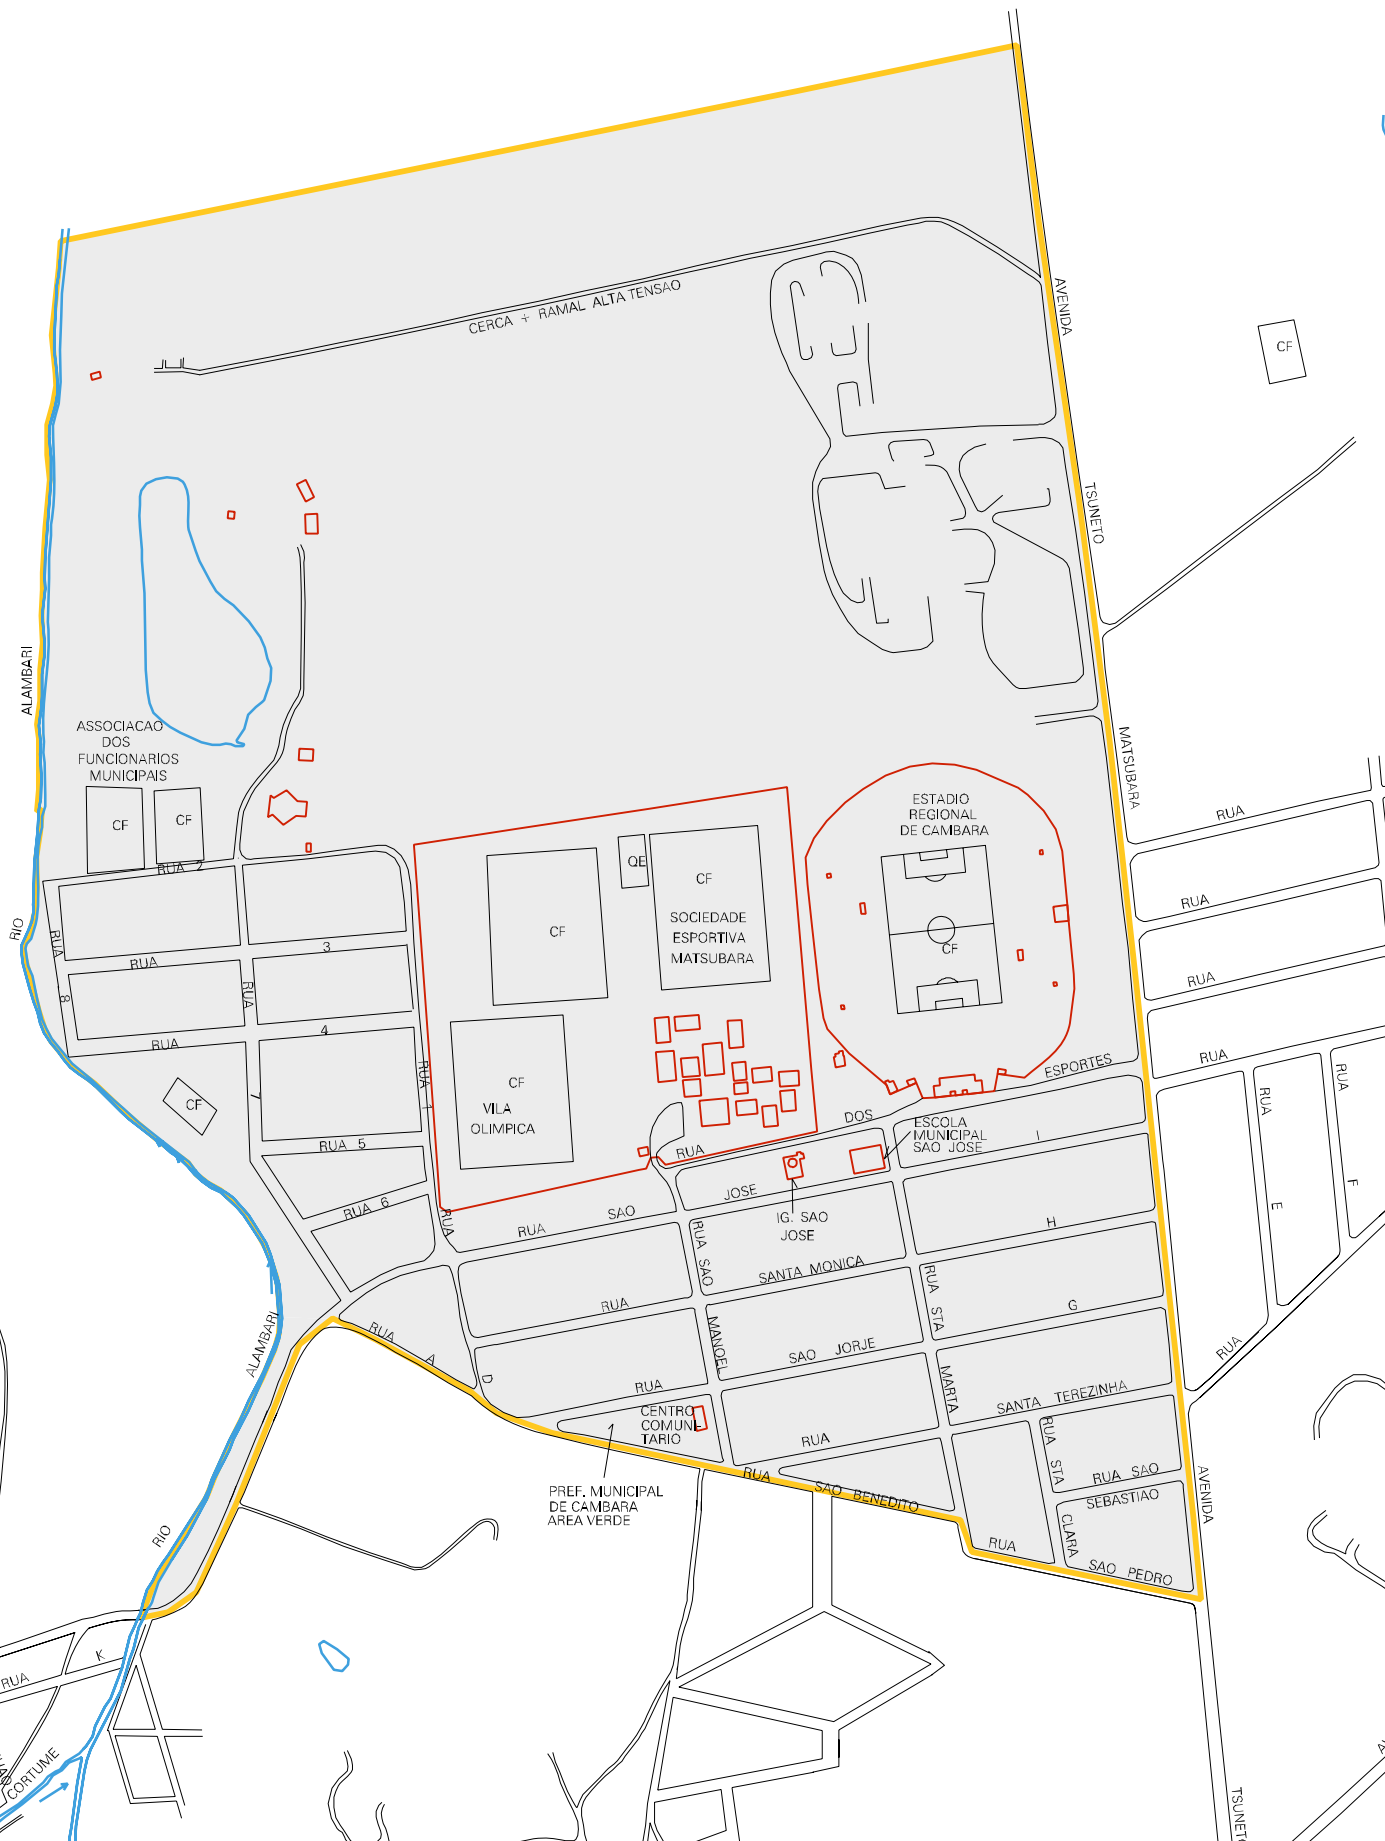 CERCA + RAMAL ALTA TENSAO
AVENIDA
CF
TSUNETO
ALAMBARI
ASSOCIACAO
DOS
FUNCIONARIOS
MUNICIPAIS
CF
CF
MATSUBARA
ESTADIO
REGIONAL
DE CAMBARA
CF
RUA
RUA
RUA
RUA
RUA
RUA
RUA 2
QE
CF
SOCIEDADE
ESPORTIVA
MATSUBARA
CF
RIO
RUA 8
RUA 3
RUA 7
RUA 4
RUA 1
CF
CF
VILA
OLIMPICA
RUA 5
RUA 6
RUA DOS ESPORTES
ESCOLA
MUNICIPAL
SAO JOSE
I
RUA SAO JOSE
IG. SAO
JOSE
H
E
F
RUA D
RUA SAO MANOEL
RUA SANTA MONICA
RUA STA MARTA
G
RUA
ALAMBARI
RUA A
RUA SAO JORJE
RUA SANTA TEREZINHA
CENTRO
COMUNI-
TARIO
RUA STA CLARA
RUA SAO
SEBASTIAO
RUA SAO BENEDITO
AVENIDA
PREF. MUNICIPAL
DE CAMBARA
AREA VERDE
RUA SAO PEDRO
RIO
RUA K
CORTUME
TSUNETO